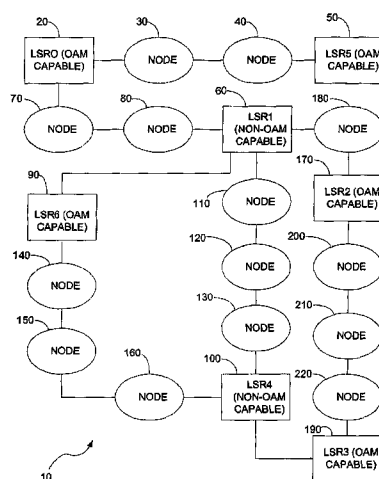 20
30
40
50
LSR0 (OAM
CAPABLE)
NODE
NODE
LSR5 (OAM
CAPABLE)
70
80
60
180
NODE
NODE
LSR1
(NON-OAM
CAPABLE)
NODE
90
110
170
LSR6 (OAM
CAPABLE)
NODE
LSR2 (OAM
CAPABLE)
140
120
200
NODE
NODE
NODE
150
130
210
NODE
NODE
NODE
160
100
220
NODE
LSR4
(NON-OAM
CAPABLE)
NODE
190
LSR3 (OAM
CAPABLE)
10